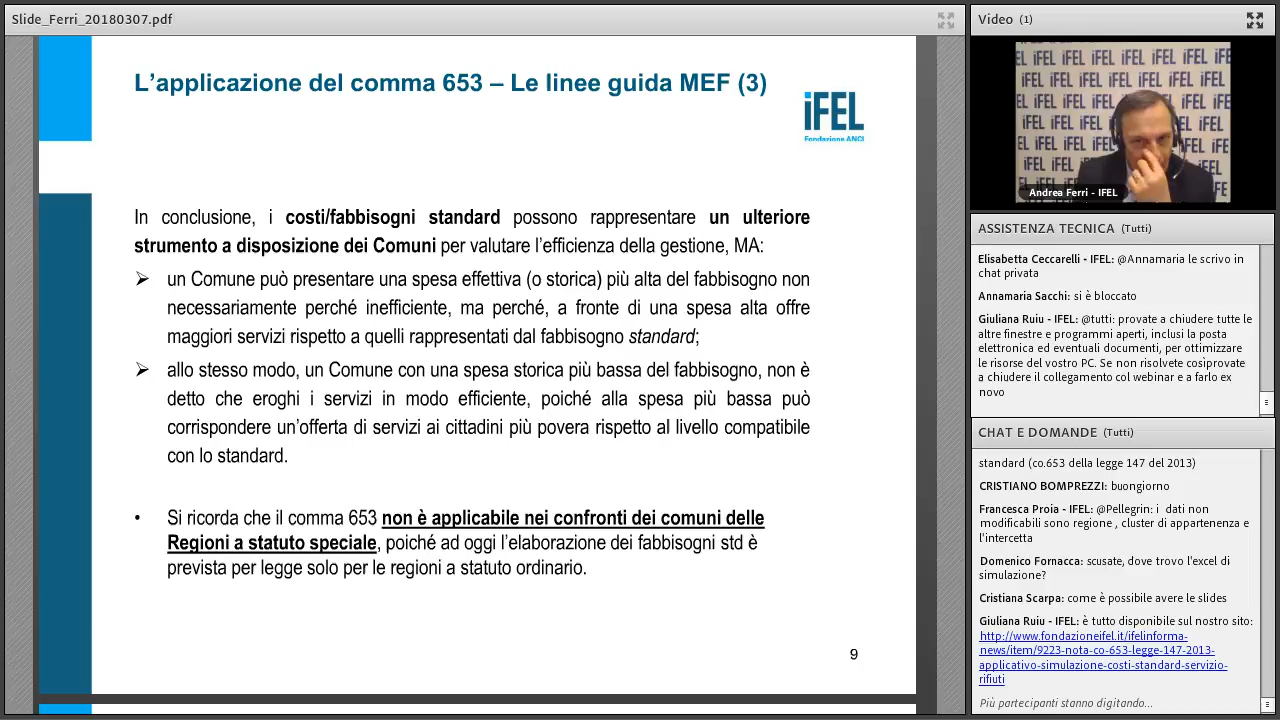 Slide_Ferri_20180307.pdf
L’applicazione del comma 653 – Le linee guida MEF (3)
iFEL
Fondazione ANCI
In conclusione, i costi/fabbisogni standard possono rappresentare un ulteriore
strumento a disposizione dei Comuni per valutare l’efficienza della gestione, MA:
un Comune può presentare una spesa effettiva (o storica) più alta del fabbisogno non
necessariamente perché inefficiente, ma perché, a fronte di una spesa alta offre
maggiori servizi rispetto a quelli rappresentati dal fabbisogno standard;
allo stesso modo, un Comune con una spesa storica più bassa del fabbisogno, non è
detto che eroghi i servizi in modo efficiente, poiché alla spesa più bassa può
corrispondere un’offerta di servizi ai cittadini più povera rispetto al livello compatibile
con lo standard.
• Si ricorda che il comma 653 non è applicabile nei confronti dei comuni delle
Regioni a statuto speciale, poiché ad oggi l’elaborazione dei fabbisogni std è
prevista per legge solo per le regioni a statuto ordinario.
9
Video (1)
iFEL
Andrea Ferri - IFEL
ASSISTENZA TECNICA (Tutti)
Elisabetta Ceccarelli - IFEL: @Annamaria le scrivo in
chat privata
Annamaria Sacchi: si è bloccato
Giuliana Ruiu - IFEL: @tutti: provate a chiudere tutte le
altre finestre e programmi aperti, inclusi la posta
elettronica ed eventuali documenti, per ottimizzare
le risorse del vostro PC. Se non risolvete cosiprovate
a chiudere il collegamento col webinar e a farlo ex
novo
CHAT E DOMANDE (Tutti)
standard (co.653 della legge 147 del 2013)
CRISTIANO BOMPREZZI: buongiorno
Francesca Proia - IFEL: @Pellegrin: i dati non
modificabili sono regione , cluster di appartenenza e
l'intercetta
Domenico Fornacca: scusate, dove trovo l'excel di
simulazione?
Cristiana Scarpa: come è possibile avere le slides
Giuliana Ruiu - IFEL: è tutto disponibile sul nostro sito:
http://www.fondazioneifel.it/ifelinforma-
news/item/9223-nota-co-653-legge-147-2013-
applicativo-simulazione-costi-standard-servizio-
rifiuti
Più partecipanti stanno digitando...